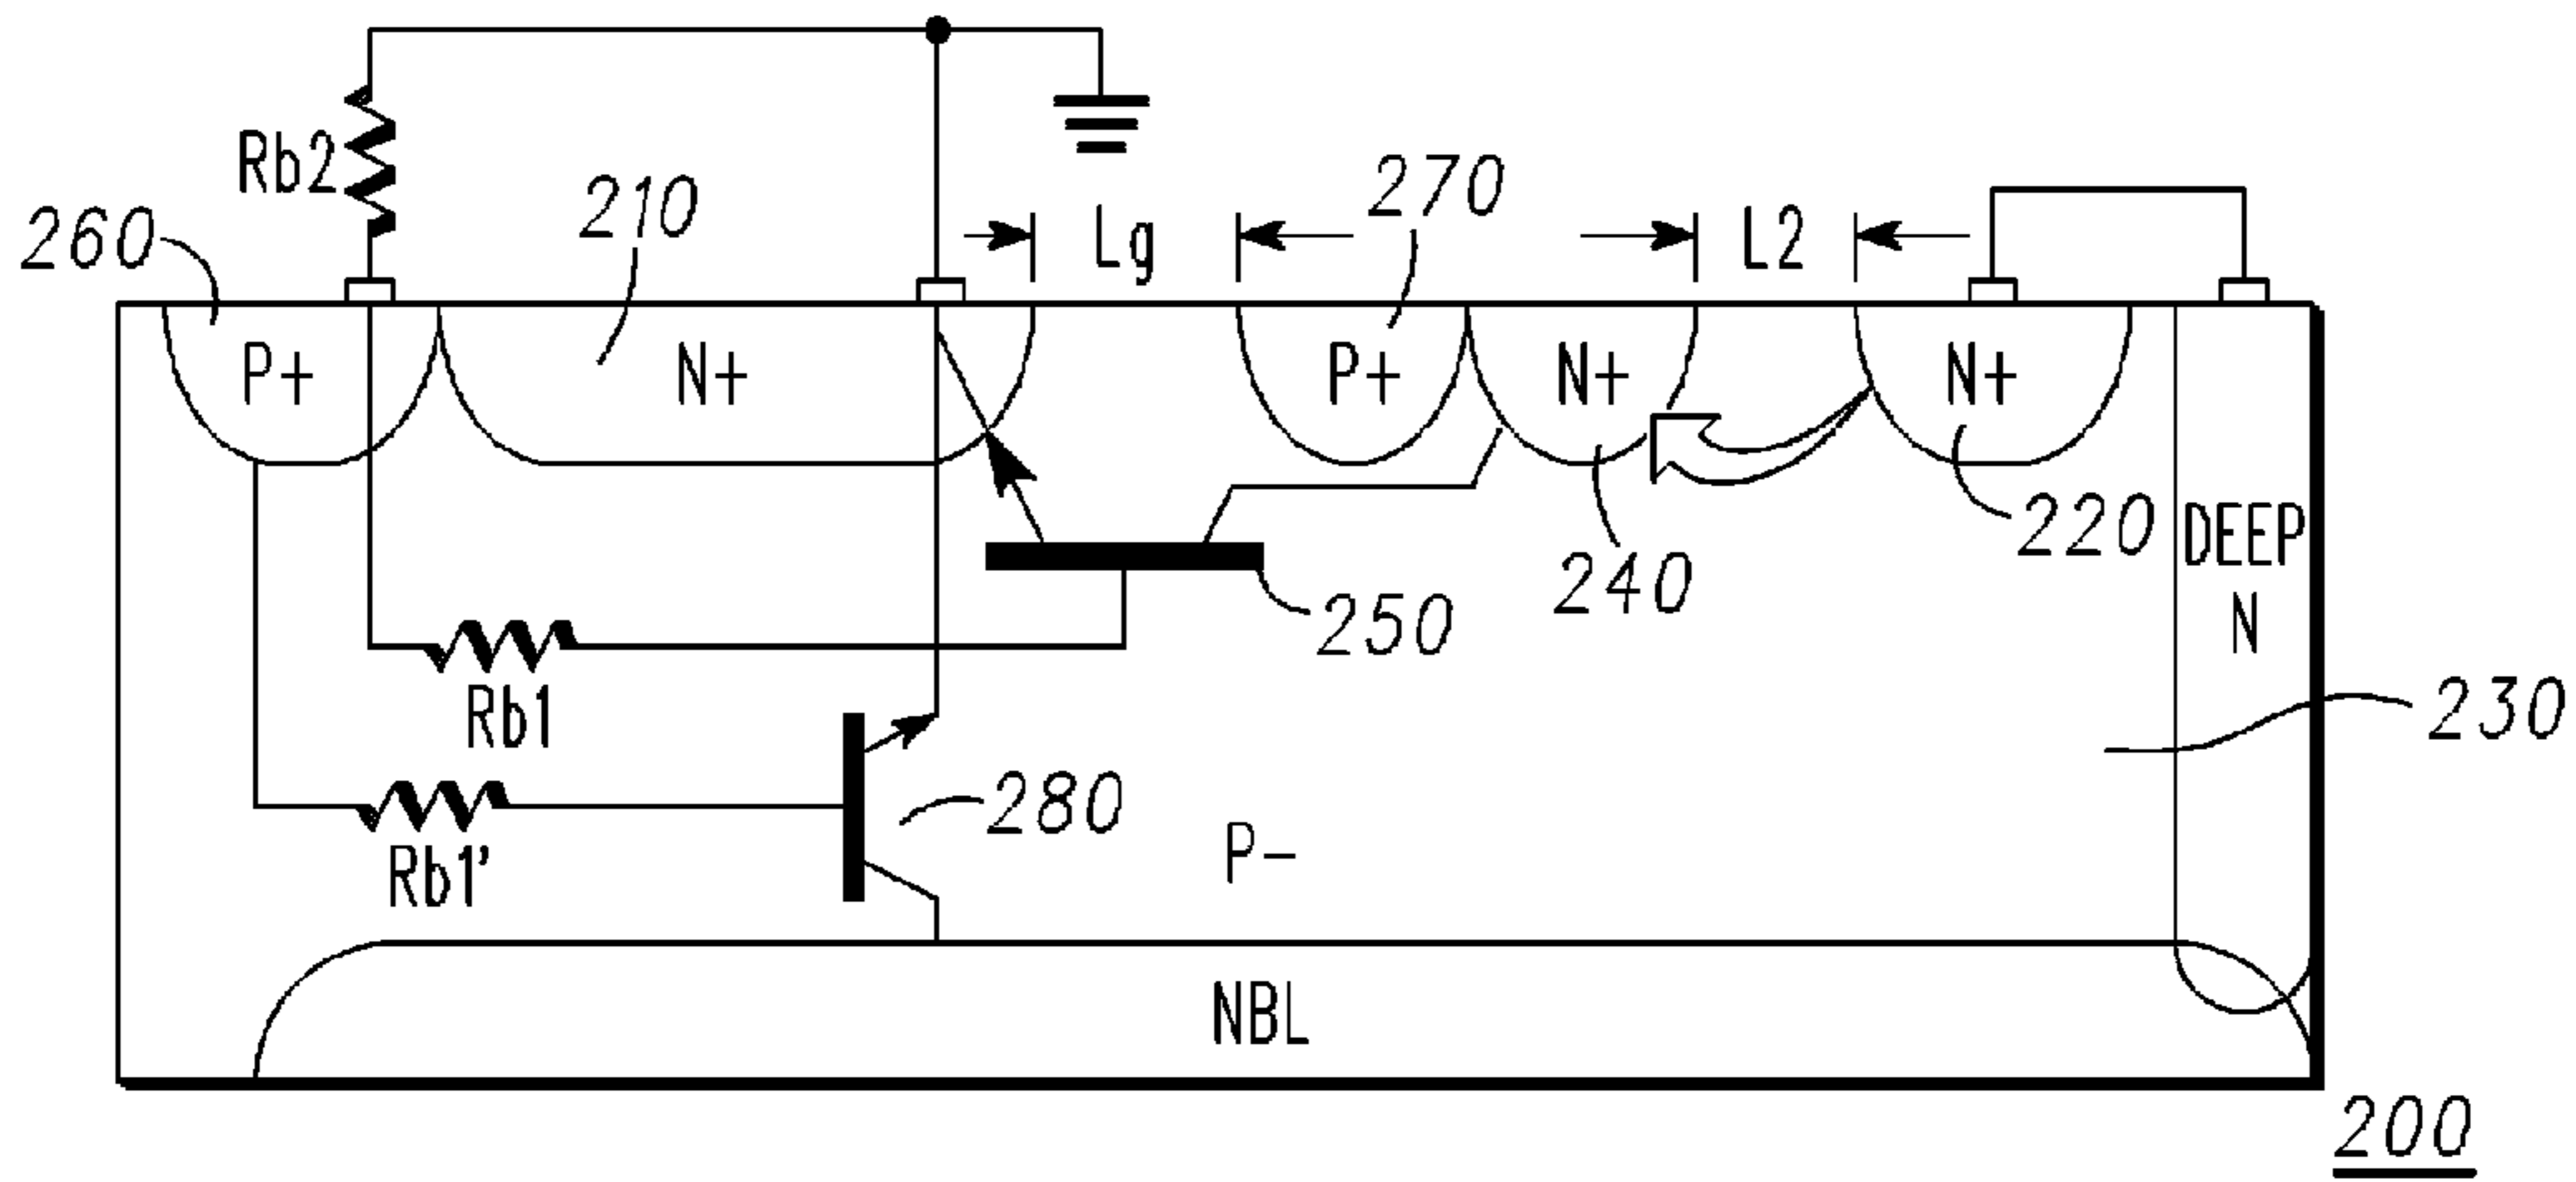 Rb2
260
210
Lg
270
L2
P+
N+
P+
N+
N+
220
DEEP
N
240
250
Rb1
230
280
Rb1'
P-
NBL
200